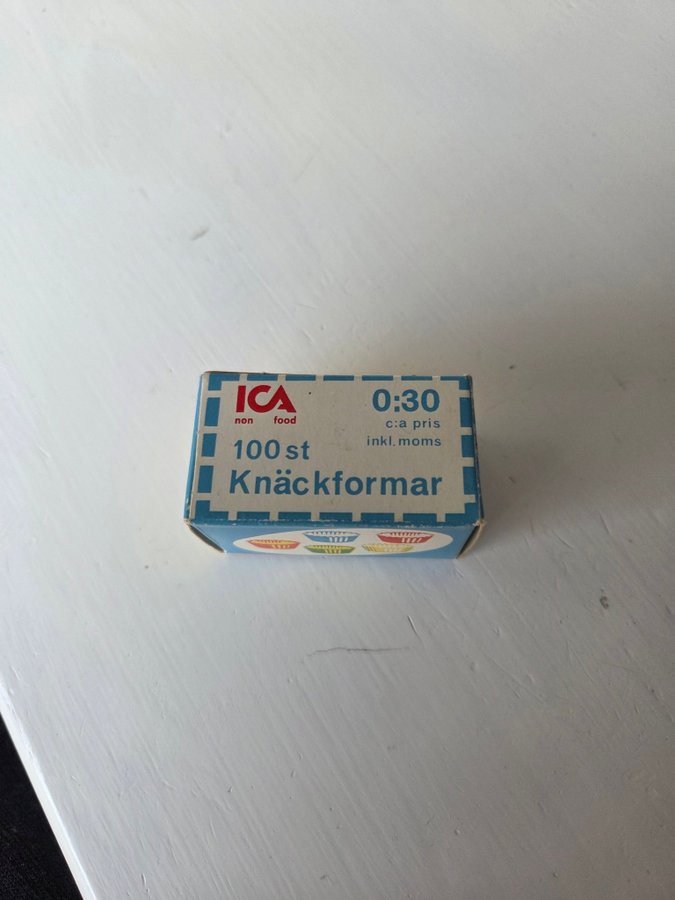 ICA
non food
0:30
c:a pris
inkl. moms
100 st
Knäckformar